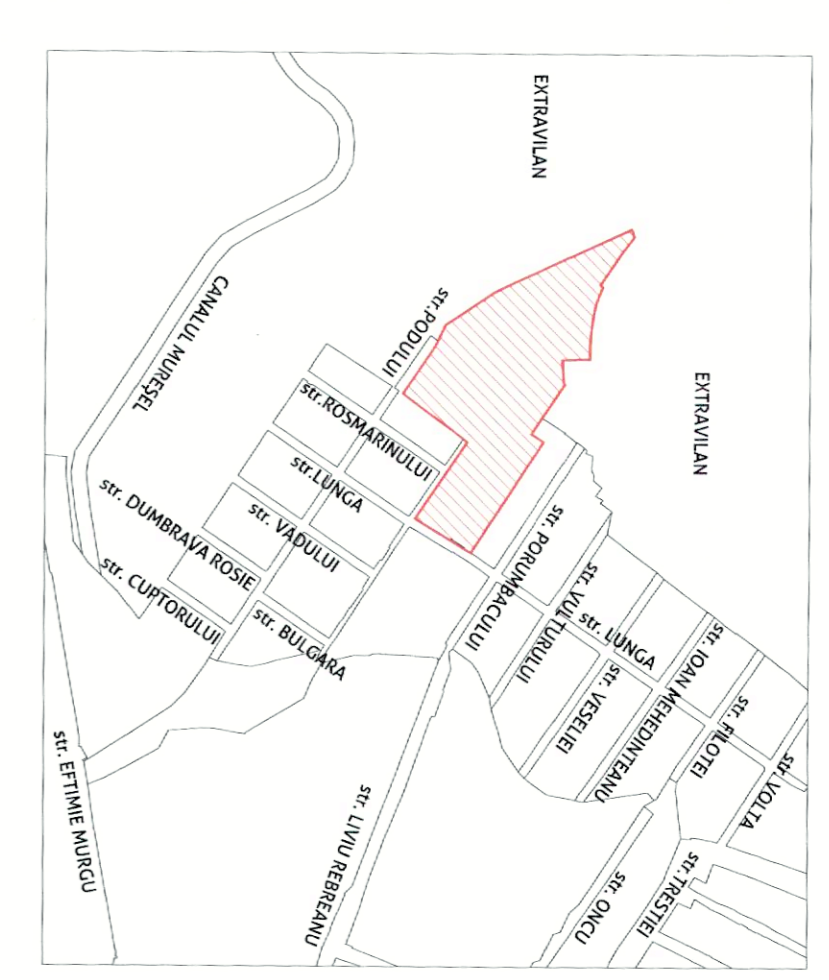 EXTRAVILAN
EXTRAVILAN
CANALUL MUREȘEL
str.PODULUI
str.ROSMARINULUI
str.LUNGA
str. VADULUI
str. DUMBRAVA ROSIE
str. CUPTORULUI
str. BULGARA
str. PORUMBACULUI
str. VULTURULUI
str. LUNGA
str. VESELIEI
str. IOAN MEHEDINTEANU
str. FILOTEI
str. VOLTA
str.TRESTIEI
str. ONCU
str. LIVIU REBREANU
str. EFTIMIE MURGU